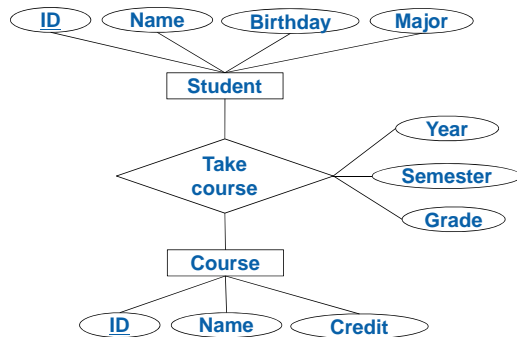 ID
Name
Birthday
Major
Student
Year
Take
course
Semester
Grade
Course
ID
Name
Credit